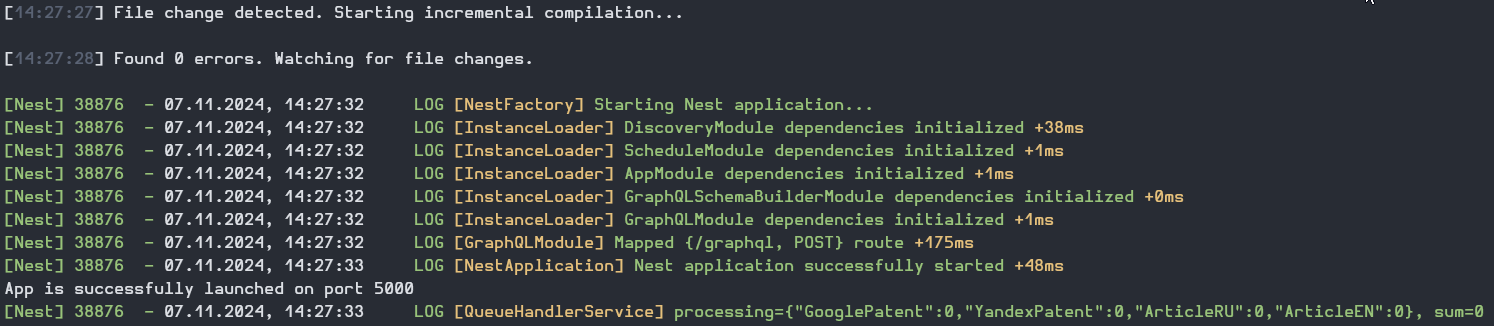 [14:27:27] File change detected. Starting incremental compilation...
[14:27:28] Found 0 errors. Watching for file changes.
[Nest] 38876  - 07.11.2024, 14:27:32     LOG [NestFactory] Starting Nest application...
[Nest] 38876  - 07.11.2024, 14:27:32     LOG [InstanceLoader] DiscoveryModule dependencies initialized +38ms
[Nest] 38876  - 07.11.2024, 14:27:32     LOG [InstanceLoader] ScheduleModule dependencies initialized +1ms
[Nest] 38876  - 07.11.2024, 14:27:32     LOG [InstanceLoader] AppModule dependencies initialized +1ms
[Nest] 38876  - 07.11.2024, 14:27:32     LOG [InstanceLoader] GraphQLSchemaBuilderModule dependencies initialized +0ms
[Nest] 38876  - 07.11.2024, 14:27:32     LOG [InstanceLoader] GraphQLModule dependencies initialized +1ms
[Nest] 38876  - 07.11.2024, 14:27:32     LOG [GraphQLModule] Mapped {/graphql, POST} route +175ms
[Nest] 38876  - 07.11.2024, 14:27:33     LOG [NestApplication] Nest application successfully started +48ms
App is successfully launched on port 5000
[Nest] 38876  - 07.11.2024, 14:27:33     LOG [QueueHandlerService] processing={"GooglePatent":0,"YandexPatent":0,"ArticleRU":0,"ArticleEN":0}, sum=0